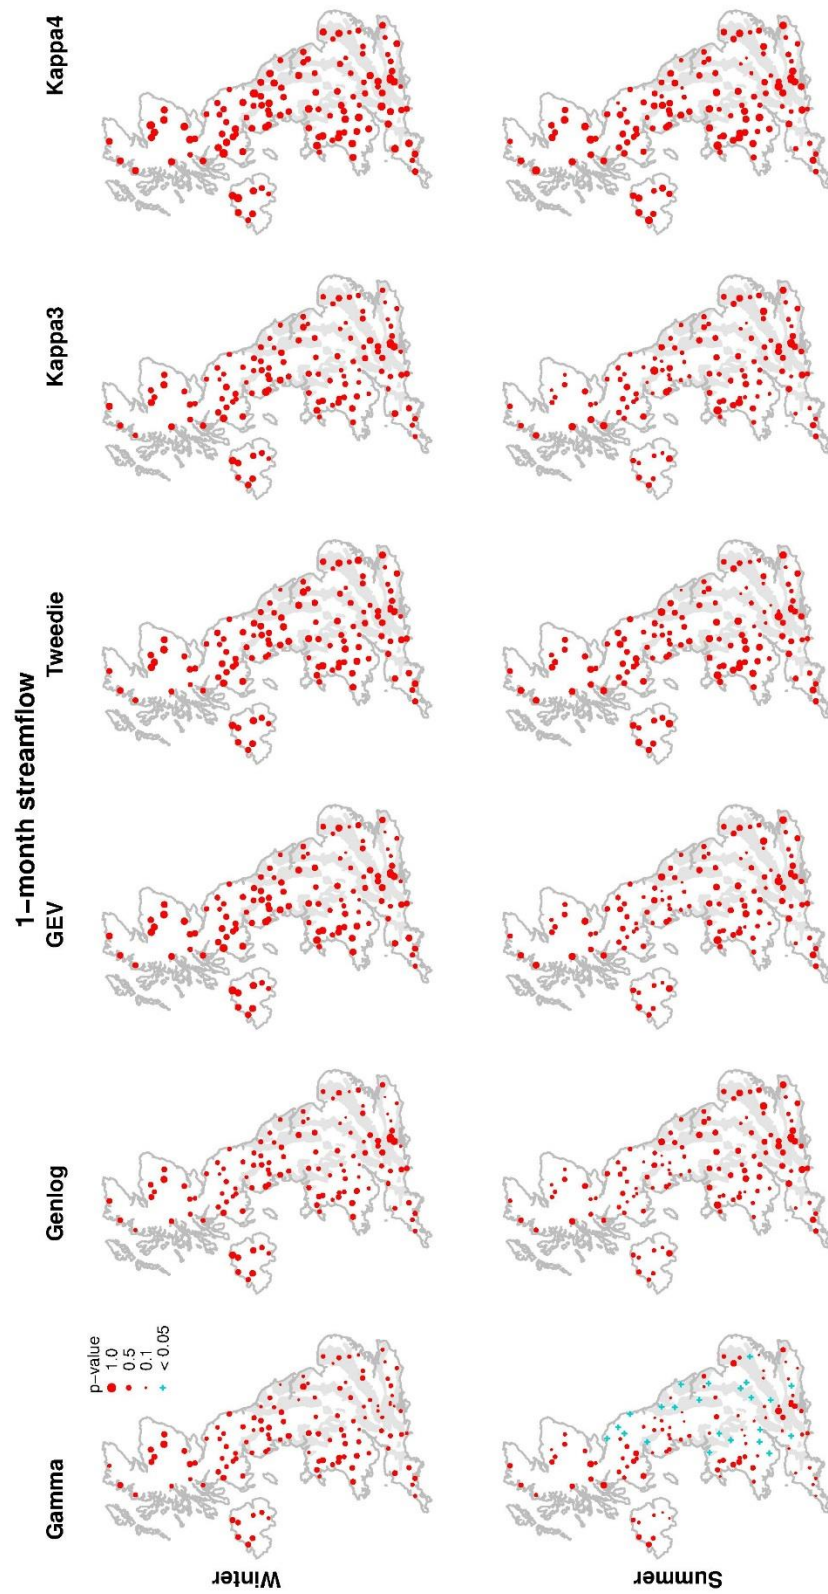 1−month streamflow
Gamma
Genlog
GEV
Tweedie
Kappa3
Kappa4
p−value
1.0
0.5
0.1
< 0.05
Winter
Summer